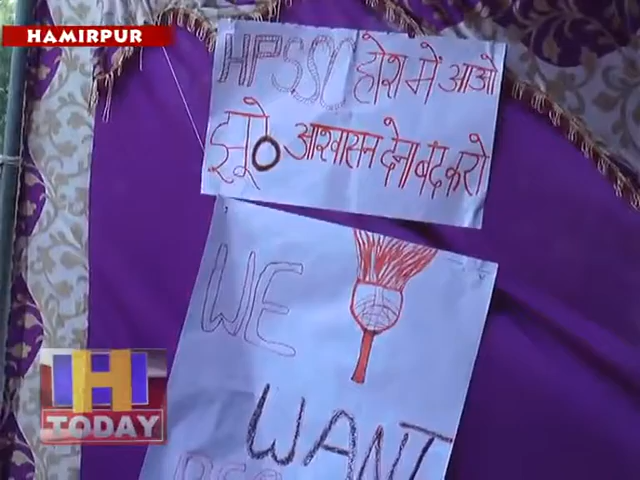 HAMIRPUR
HPSSC होश में आओ
झूठे आश्वासन देना बंद करो
WE
WANT
H
TODAY